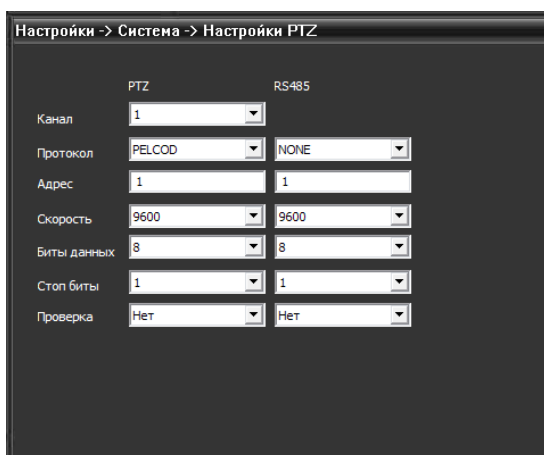 Настройки -> Система -> Настройки PTZ
PTZ RS485
Канал 1
Протокол PELCOD NONE
Адрес 1 1
Скорость 9600 9600
Биты данных 8 8
Стоп биты 1 1
Проверка Нет Нет